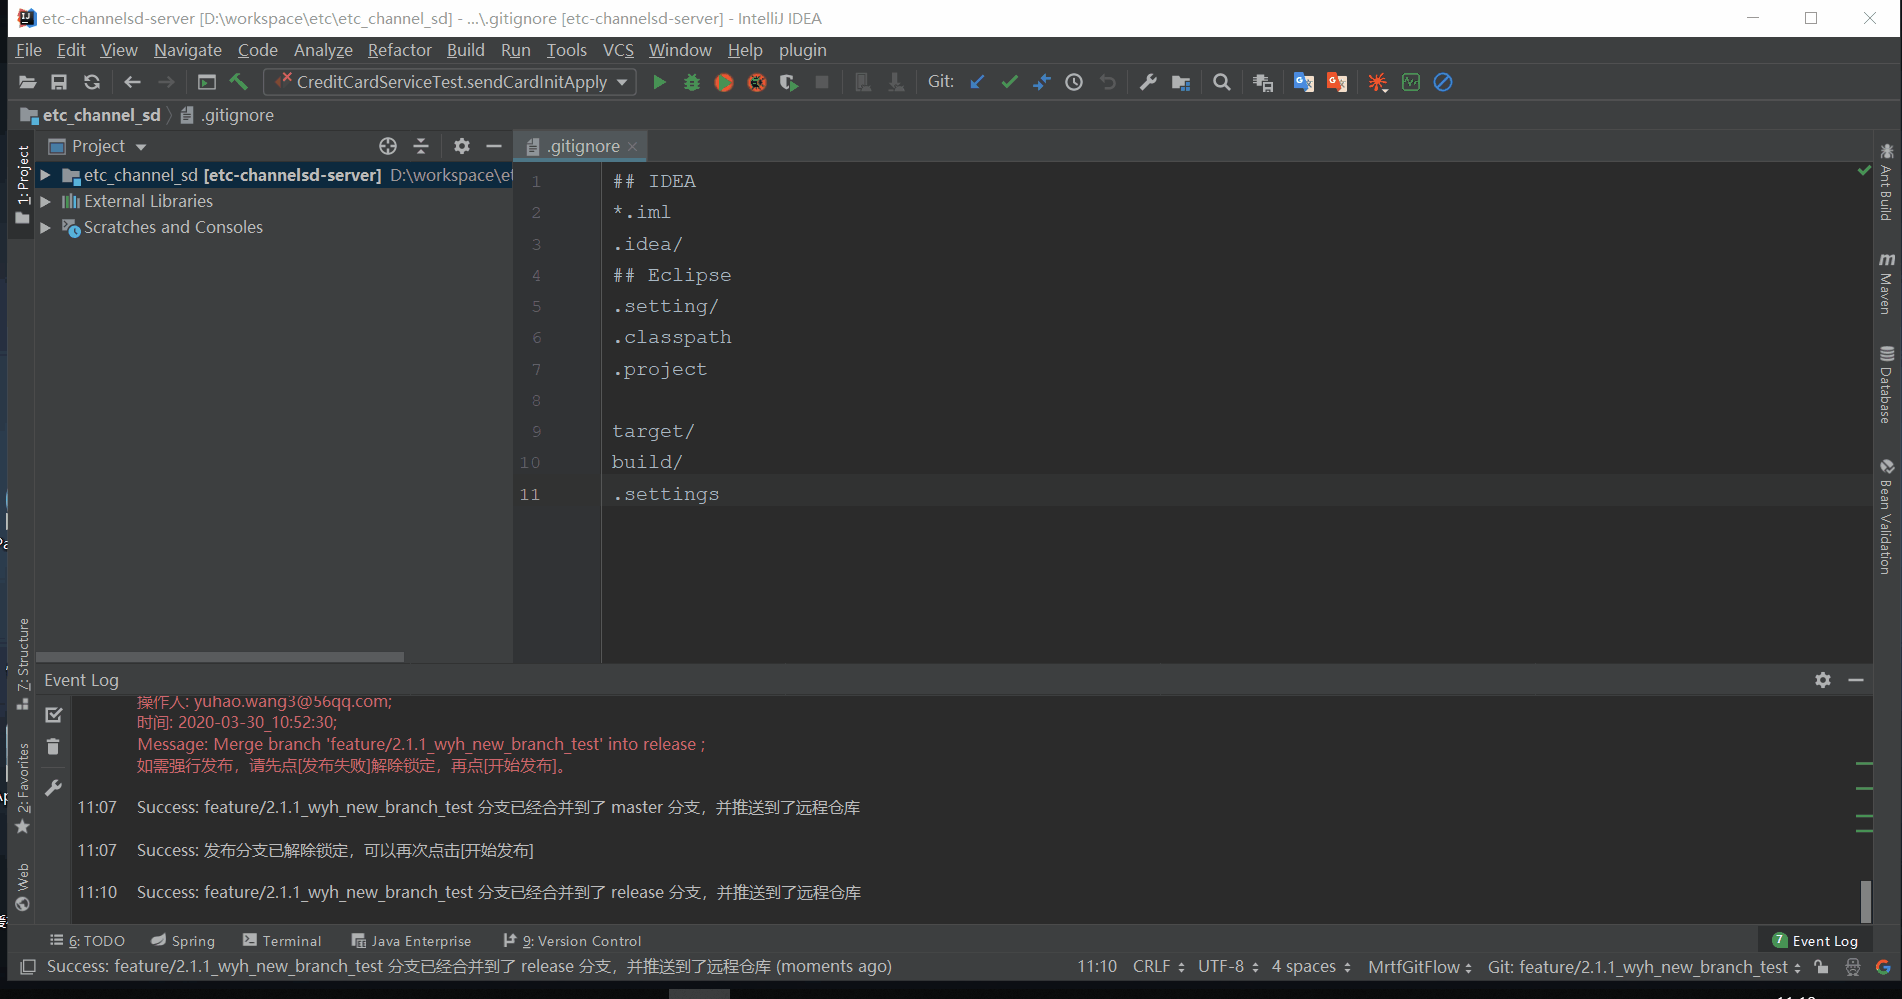 etc-channelsd-server [D:\workspace\etc\etc_channel_sd] - ...\.gitignore [etc-channelsd-server] - IntelliJ IDEA
File Edit View Navigate Code Analyze Refactor Build Run Tools VCS Window Help plugin
CreditCardServiceTest.sendCardInitApply
Git:
etc_channel_sd
.gitignore
1: Project
Project
.gitignore
etc_channel_sd [etc-channelsd-server] D:\workspace\et
External Libraries
Scratches and Consoles
1 ## IDEA
2 *.iml
3 .idea/
4 ## Eclipse
5 .setting/
6 .classpath
7 .project
8
9 target/
10 build/
11 .settings
Ant Build
Maven
Database
Bean Validation
7: Structure
2: Favorites
Web
Event Log
操作人: yuhao.wang3@56qq.com;
时间: 2020-03-30_10:52:30;
Message: Merge branch 'feature/2.1.1_wyh_new_branch_test' into release ;
如需强行发布，请先点[发布失败]解除锁定，再点[开始发布]。
11:07 Success: feature/2.1.1_wyh_new_branch_test 分支已经合并到了 master 分支，并推送到了远程仓库
11:07 Success: 发布分支已解除锁定，可以再次点击[开始发布]
11:10 Success: feature/2.1.1_wyh_new_branch_test 分支已经合并到了 release 分支，并推送到了远程仓库
6: TODO Spring Terminal Java Enterprise 9: Version Control 7 Event Log
Success: feature/2.1.1_wyh_new_branch_test 分支已经合并到了 release 分支，并推送到了远程仓库 (moments ago) 11:10 CRLF UTF-8 4 spaces MrtfGitFlow Git: feature/2.1.1_wyh_new_branch_test